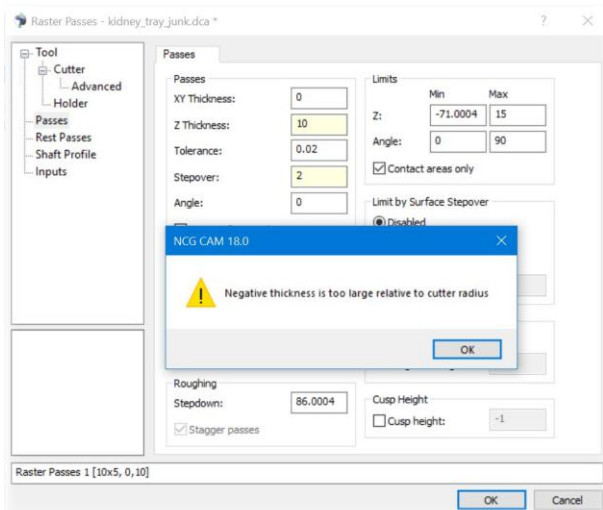 Raster Passes - kidney_tray_junk.dca *
Tool
Cutter
Advanced
Holder
Passes
Rest Passes
Shaft Profile
Inputs
Passes
Passes
XY Thickness: 0
Z Thickness: 10
Tolerance: 0.02
Stepover: 2
Angle: 0
Limits
Min Max
Z: -71.0004 15
Angle: 0 90
Contact areas only
Limit by Surface Stepover
Disabled
NCG CAM 18.0
Negative thickness is too large relative to cutter radius
OK
Roughing
Stepdown: 86.0004
Stagger passes
Cusp Height
Cusp height: -1
Raster Passes 1 [10x5, 0,10]
OK Cancel